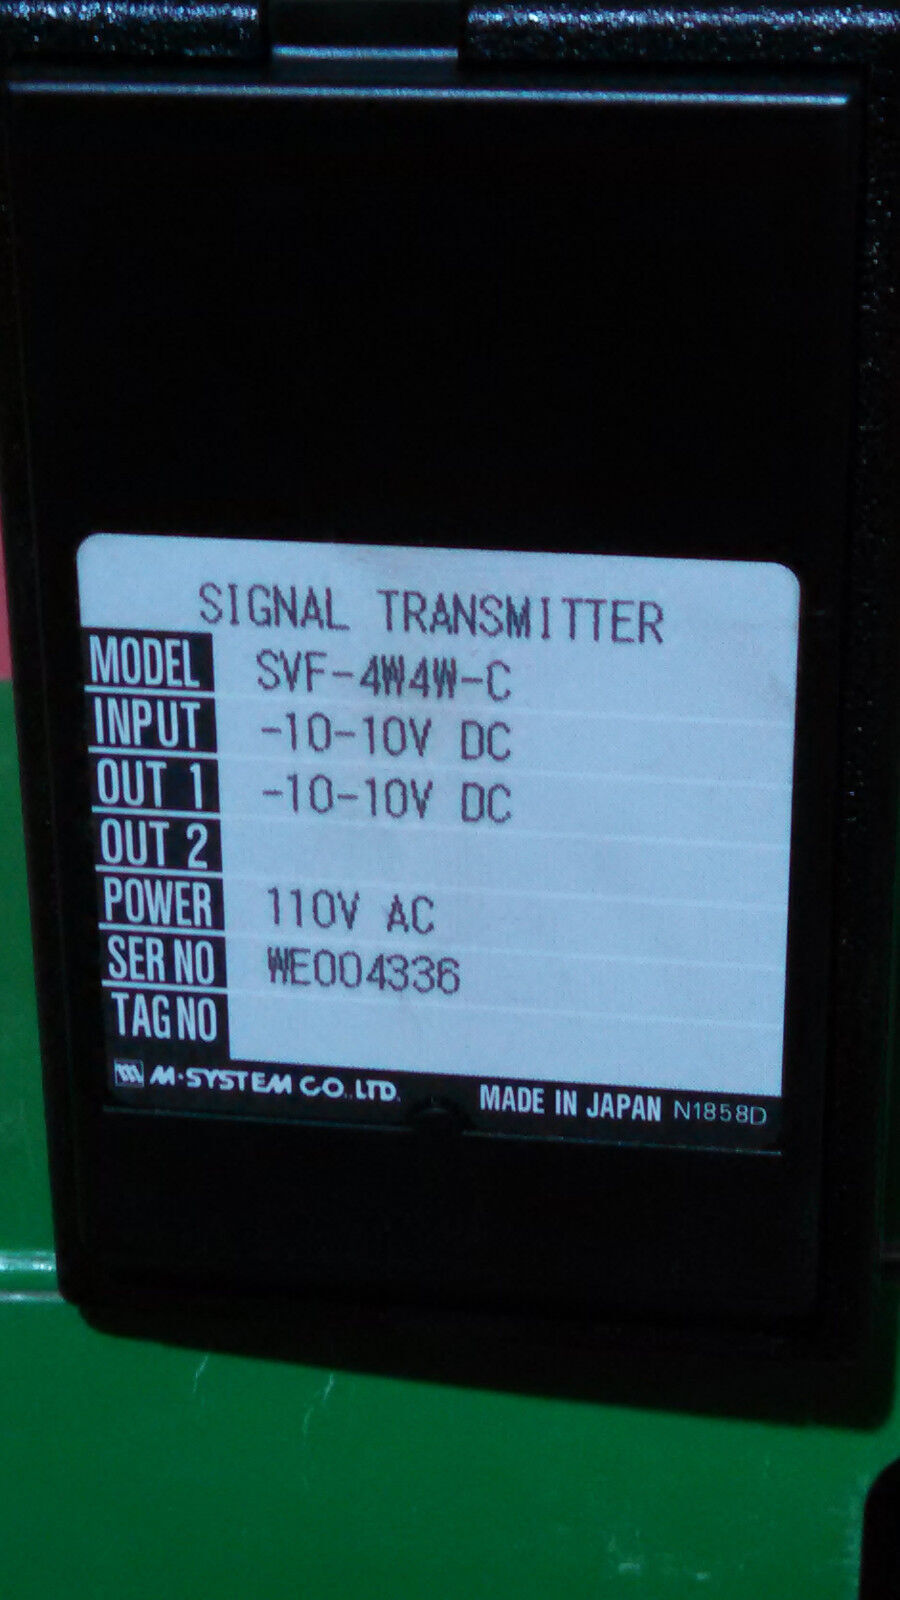 SIGNAL TRANSMITTER
MODEL SVF-4W4W-C
INPUT -10-10V DC
OUT 1 -10-10V DC
OUT 2
POWER 110V AC
SER NO WE004336
TAG NO
M-SYSTEM CO.,LTD. MADE IN JAPAN N1858D